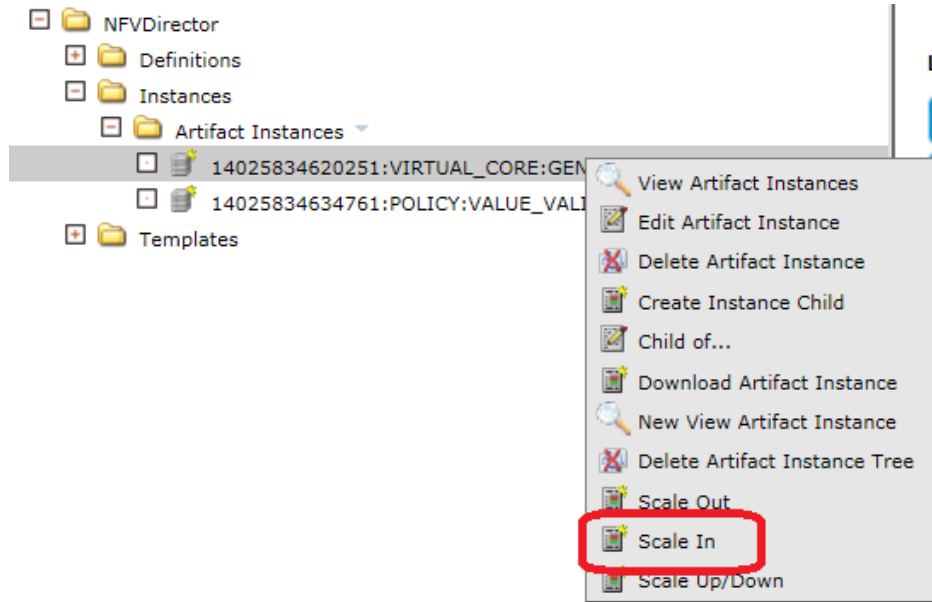 NFVDirector
Definitions
Instances
Artifact Instances
14025834620251:VIRTUAL_CORE:GEN
14025834634761:POLICY:VALUE_VALI
Templates
View Artifact Instances
Edit Artifact Instance
Delete Artifact Instance
Create Instance Child
Child of...
Download Artifact Instance
New View Artifact Instance
Delete Artifact Instance Tree
Scale Out
Scale In
Scale Up/Down